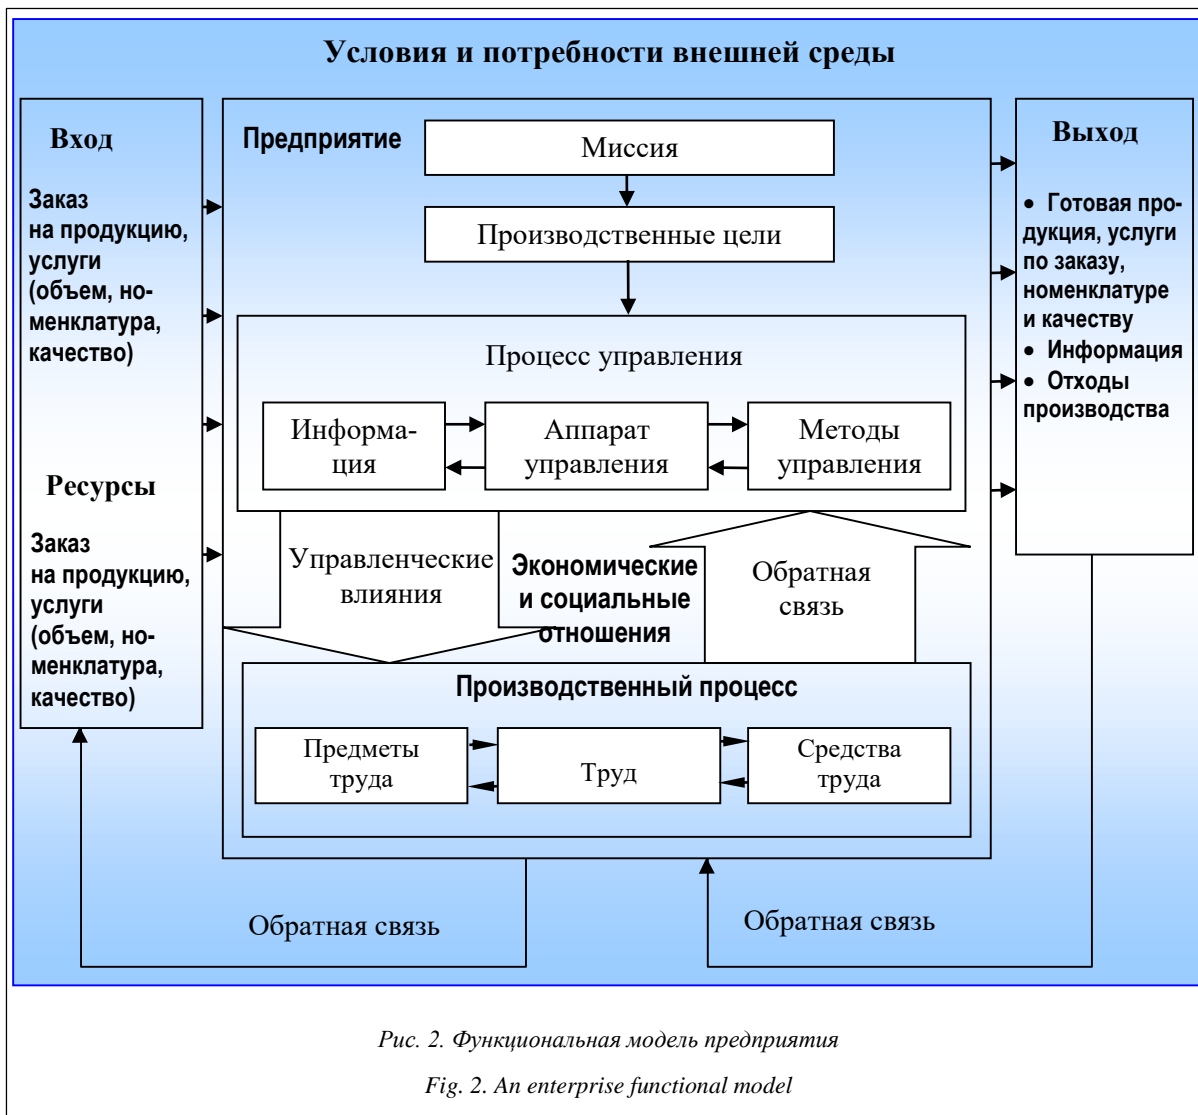 Условия и потребности внешней среды
Вход
Заказ
на продукцию,
услуги
(объем, но-
менклатура,
качество)
Ресурсы
Заказ
на продукцию,
услуги
(объем, но-
менклатура,
качество)
Предприятие
Миссия
Производственные цели
Процесс управления
Информа-
ция
Аппарат
управления
Методы
управления
Управленческие
влияния
Экономические
и социальные
отношения
Обратная
связь
Производственный процесс
Предметы
труда
Труд
Средства
труда
Выход
• Готовая про-
дукция, услуги
по заказу,
номенклатуре
и качеству
• Информация
• Отходы
производства
Обратная связь
Обратная связь
Рис. 2. Функциональная модель предприятия
Fig. 2. An enterprise functional model